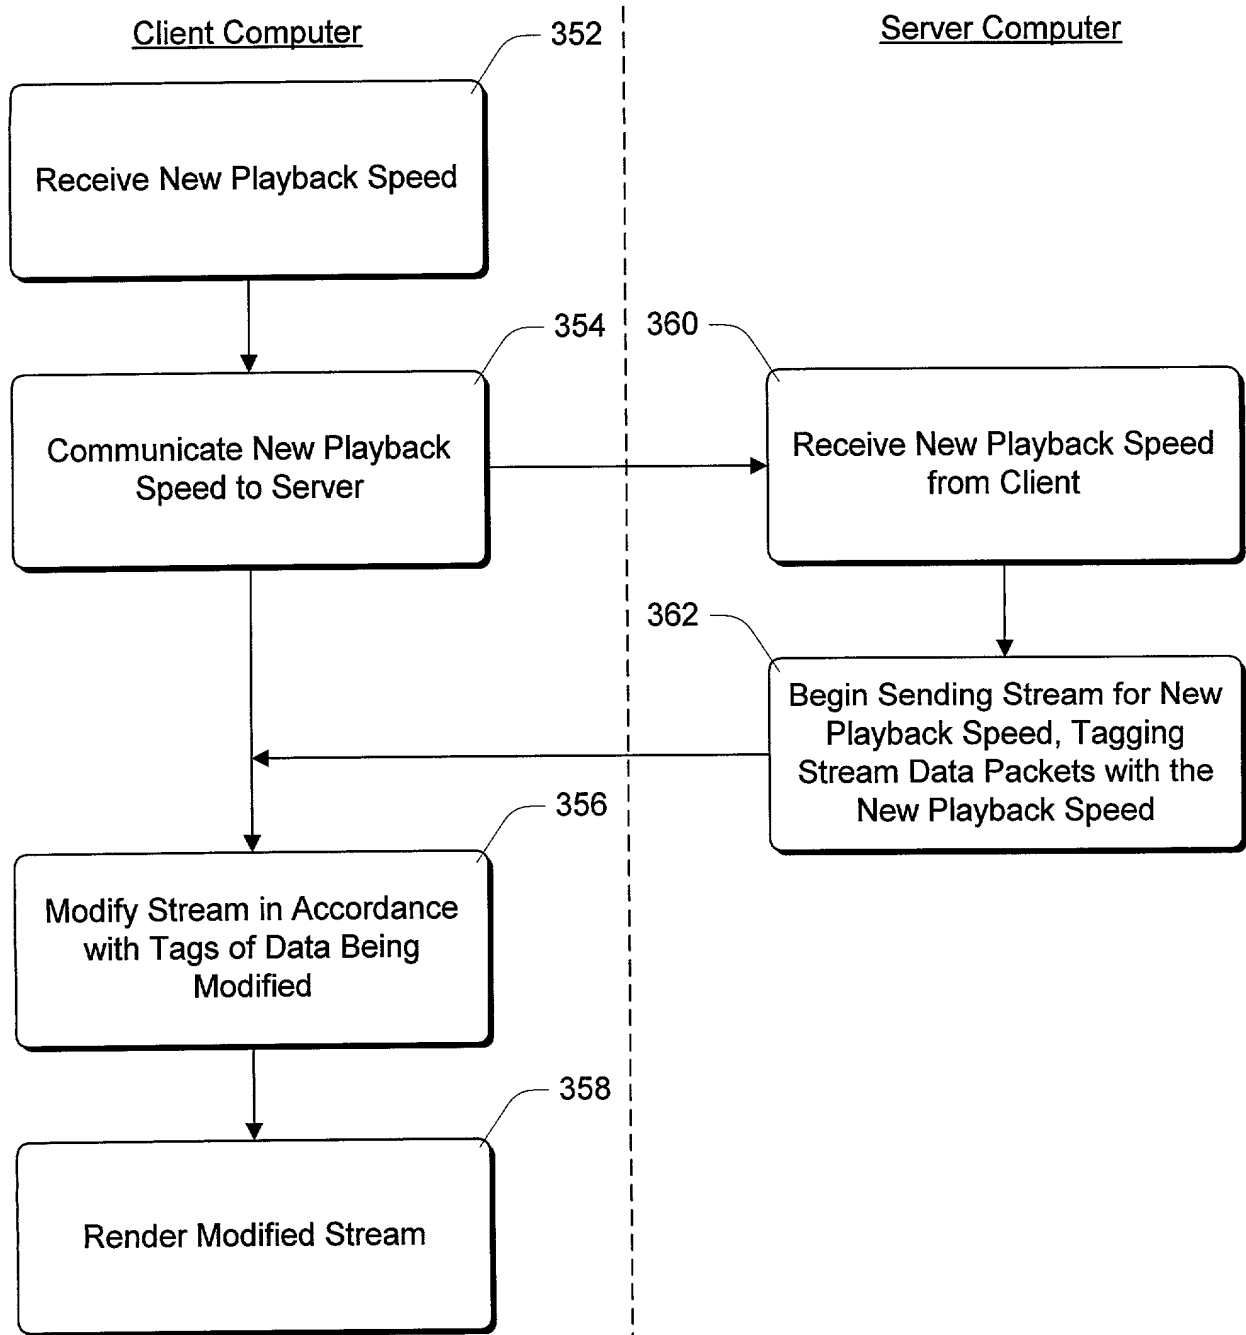 Client Computer
Server Computer
352
Receive New Playback Speed
354
360
Communicate New Playback
Speed to Server
Receive New Playback Speed
from Client
362
Begin Sending Stream for New
Playback Speed, Tagging
Stream Data Packets with the
New Playback Speed
356
Modify Stream in Accordance
with Tags of Data Being
Modified
358
Render Modified Stream